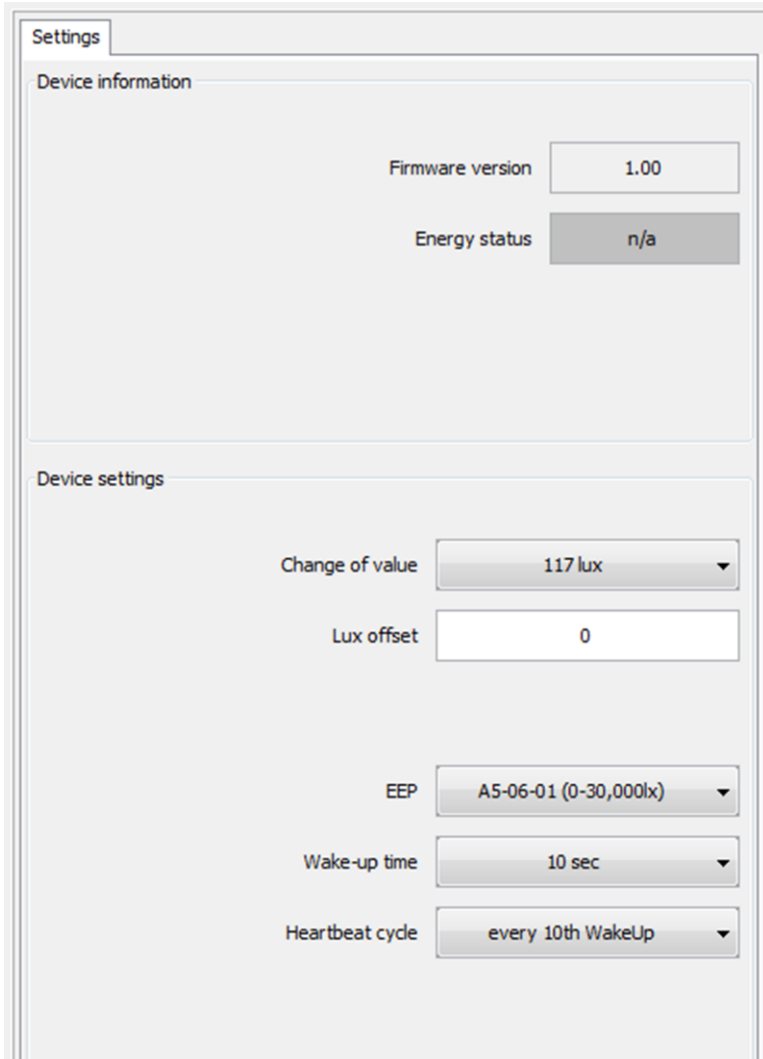 Settings
Device information
Firmware version 1.00
Energy status n/a
Device settings
Change of value 117 lux
Lux offset 0
EEP A5-06-01 (0-30,000lx)
Wake-up time 10 sec
Heartbeat cycle every 10th WakeUp